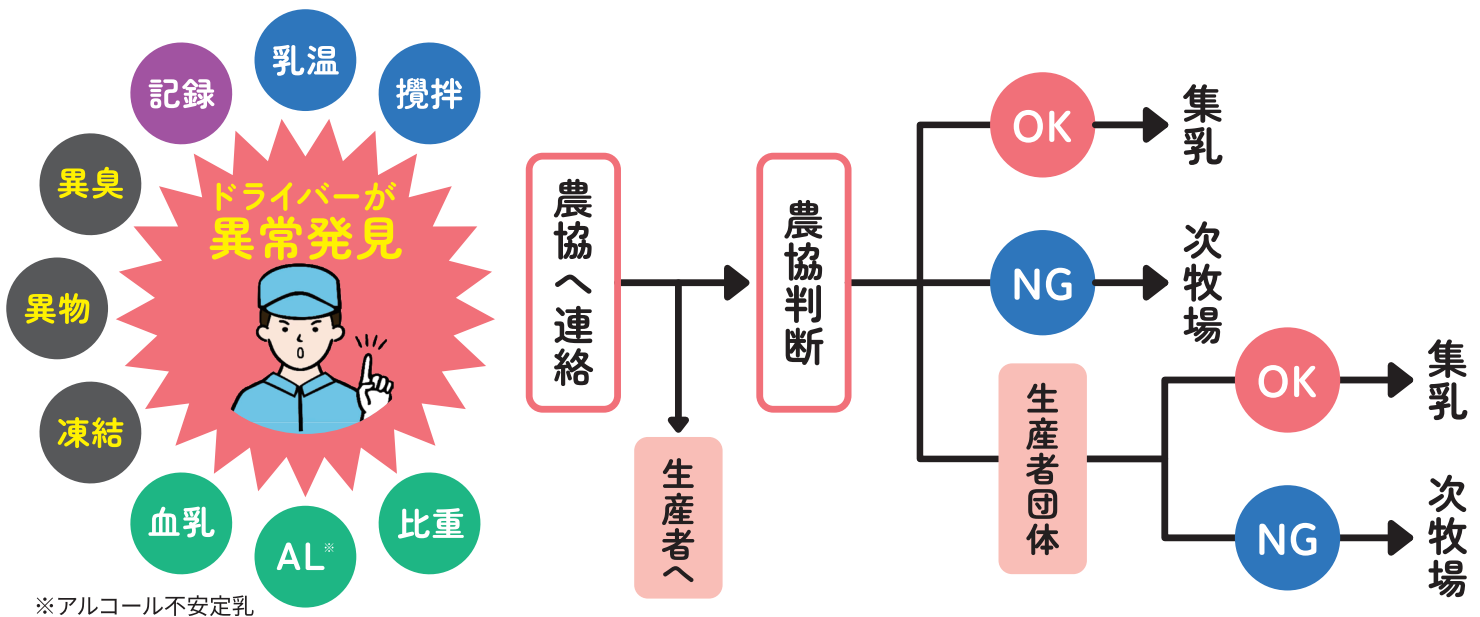 乳温
記録
攪拌
異臭
異物
凍結
血乳
AL※
比重
ドライバーが
異常発見
※アルコール不安定乳
農協へ連絡
生産者へ
農協判断
OK
集乳
NG
次牧場
生産者団体
OK
集乳
NG
次牧場